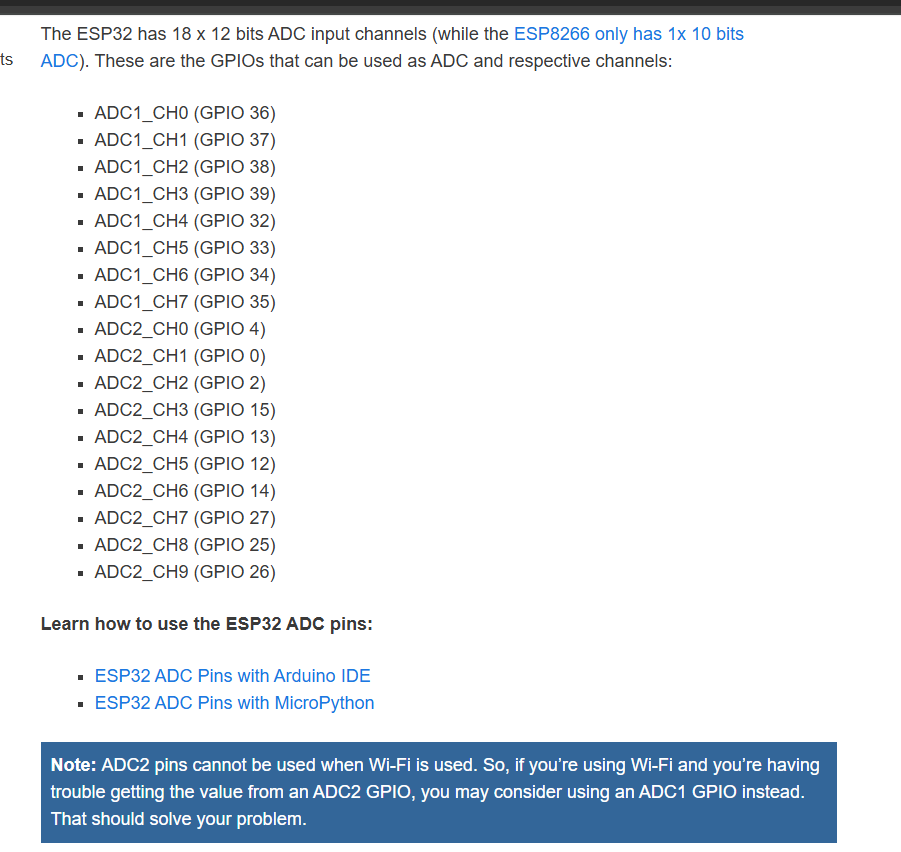 The ESP32 has 18 x 12 bits ADC input channels (while the ESP8266 only has 1x 10 bits
ts
ADC). These are the GPIOs that can be used as ADC and respective channels:
▪ ADC1_CH0 (GPIO 36)
▪ ADC1_CH1 (GPIO 37)
▪ ADC1_CH2 (GPIO 38)
▪ ADC1_CH3 (GPIO 39)
▪ ADC1_CH4 (GPIO 32)
▪ ADC1_CH5 (GPIO 33)
▪ ADC1_CH6 (GPIO 34)
▪ ADC1_CH7 (GPIO 35)
▪ ADC2_CH0 (GPIO 4)
▪ ADC2_CH1 (GPIO 0)
▪ ADC2_CH2 (GPIO 2)
▪ ADC2_CH3 (GPIO 15)
▪ ADC2_CH4 (GPIO 13)
▪ ADC2_CH5 (GPIO 12)
▪ ADC2_CH6 (GPIO 14)
▪ ADC2_CH7 (GPIO 27)
▪ ADC2_CH8 (GPIO 25)
▪ ADC2_CH9 (GPIO 26)
Learn how to use the ESP32 ADC pins:
▪ ESP32 ADC Pins with Arduino IDE
▪ ESP32 ADC Pins with MicroPython
Note: ADC2 pins cannot be used when Wi-Fi is used. So, if you’re using Wi-Fi and you’re having
trouble getting the value from an ADC2 GPIO, you may consider using an ADC1 GPIO instead.
That should solve your problem.